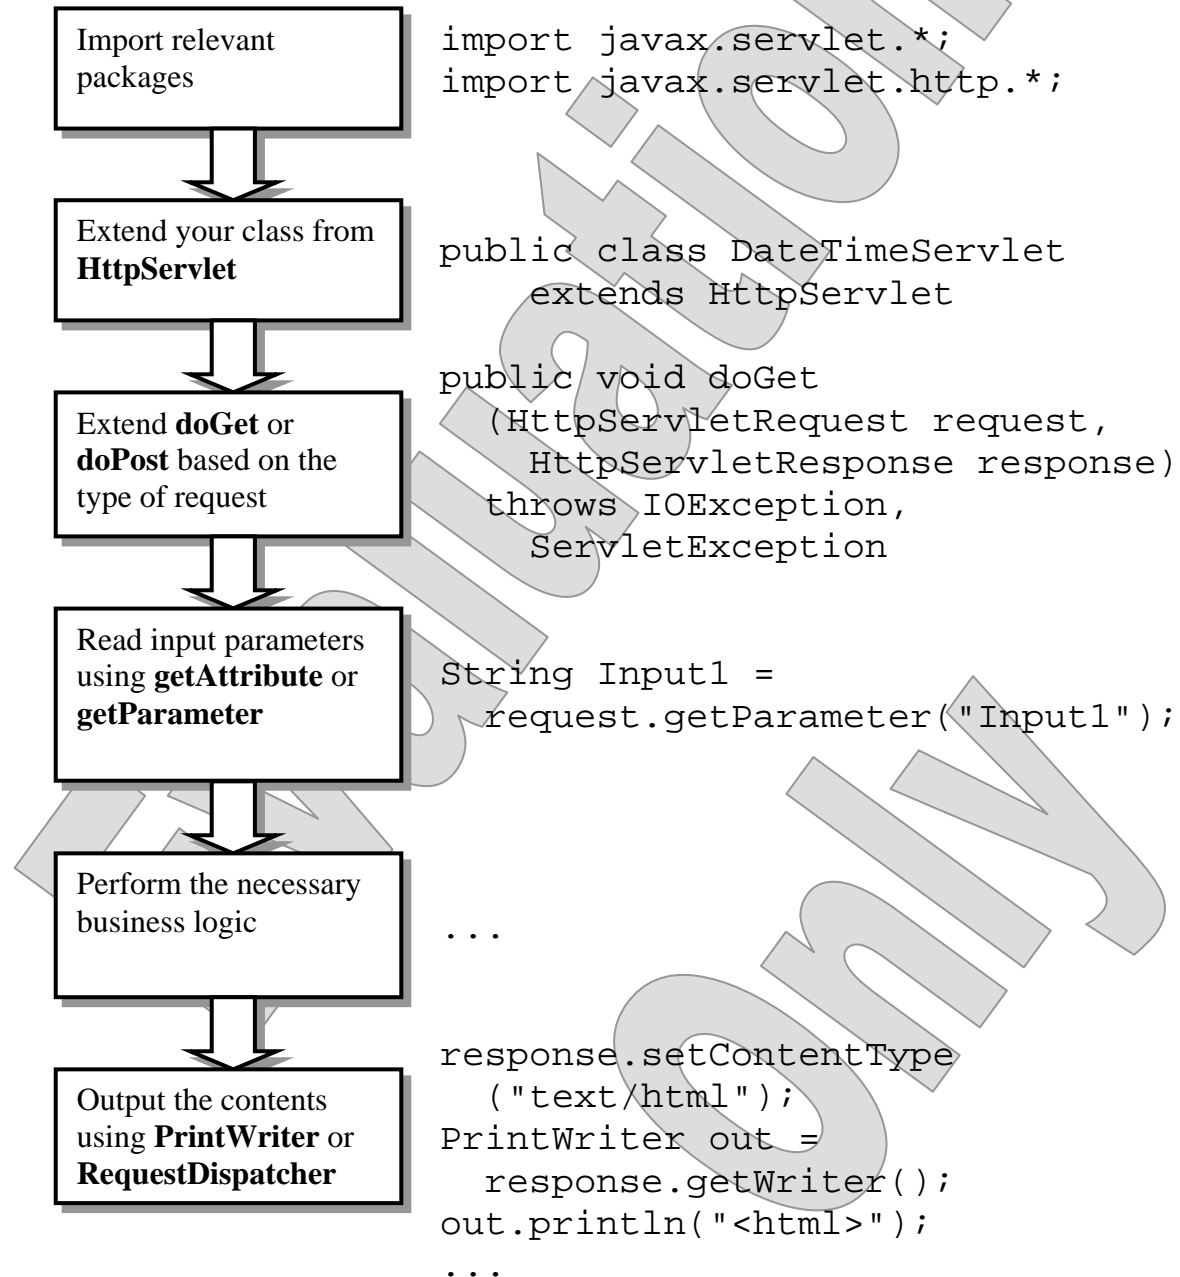 Import relevant
packages
import javax.servlet.*;
import javax.servlet.http.*;
Extend your class from
HttpServlet
public class DateTimeServlet
extends HttpServlet
Extend doGet or
doPost based on the
type of request
public void doGet
(HttpServletRequest request,
HttpServletResponse response)
throws IOException,
ServletException
Read input parameters
using getAttribute or
getParameter
String Input1 =
request.getParameter("Input1");
Perform the necessary
business logic
...
Output the contents
using PrintWriter or
RequestDispatcher
response.setContentType
("text/html");
PrintWriter out =
response.getWriter();
out.println("<html>");
...
Evaluation
Only